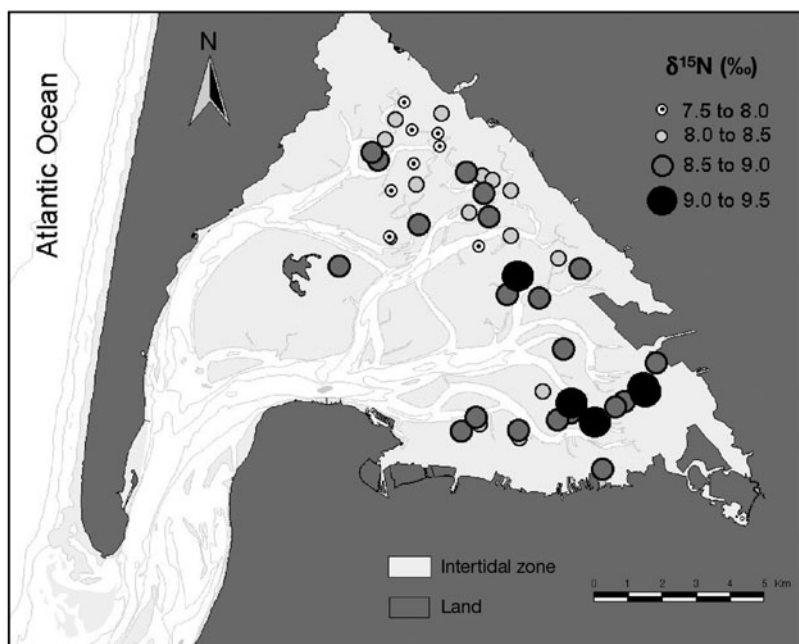 Atlantic Ocean
N
δ¹⁵N (‰)
7.5 to 8.0
8.0 to 8.5
8.5 to 9.0
9.0 to 9.5
Intertidal zone
Land
0 1 2 3 4 5 Km